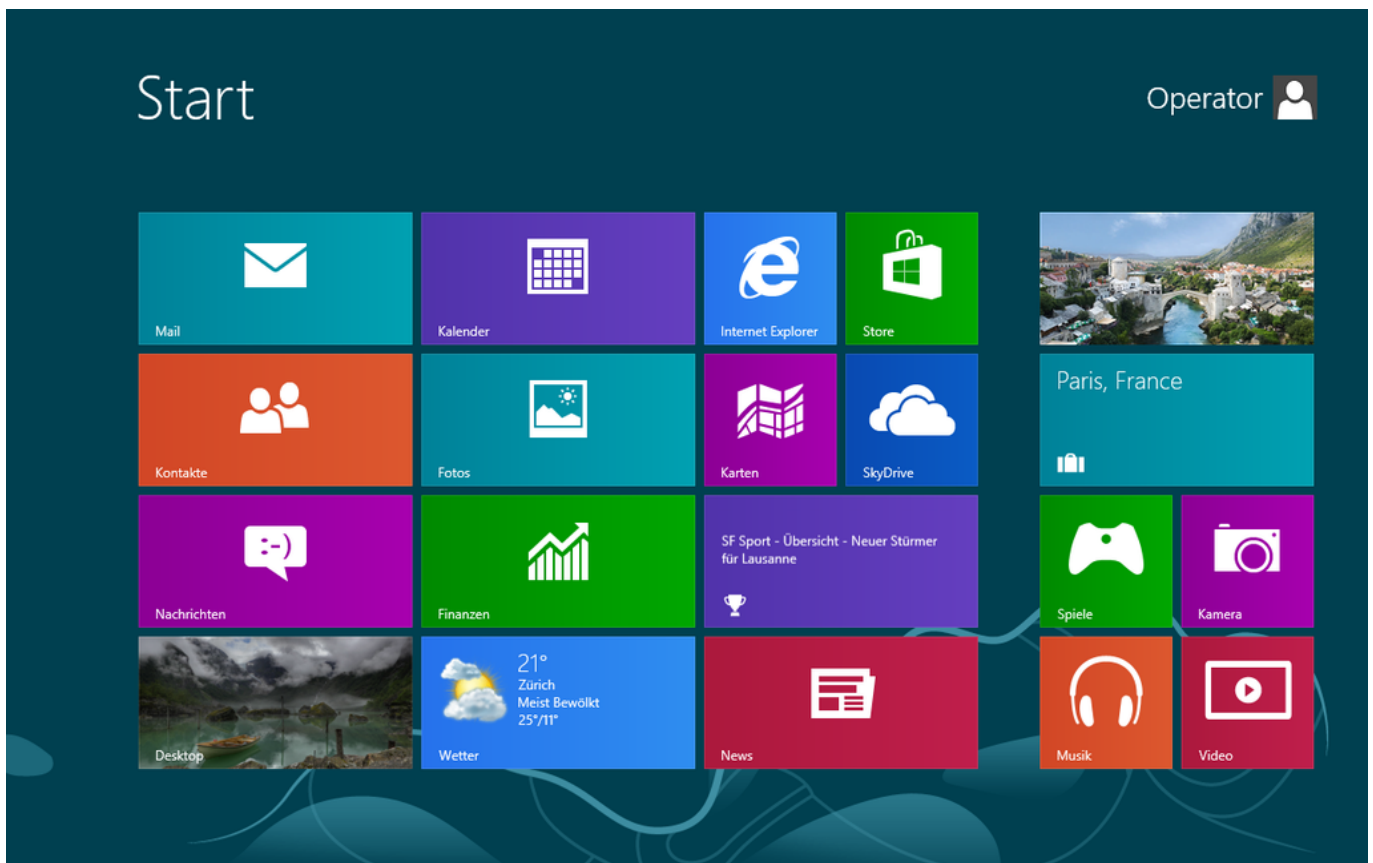 Start
Operator
Mail
Kalender
Internet Explorer
Store
Kontakte
Fotos
Karten
SkyDrive
Paris, France
Nachrichten
:-)
Finanzen
SF Sport - Übersicht - Neuer Stürmer
für Lausanne
Spiele
Kamera
Desktop
21°
Zürich
Meist Bewölkt
25°/11°
Wetter
News
Musik
Video